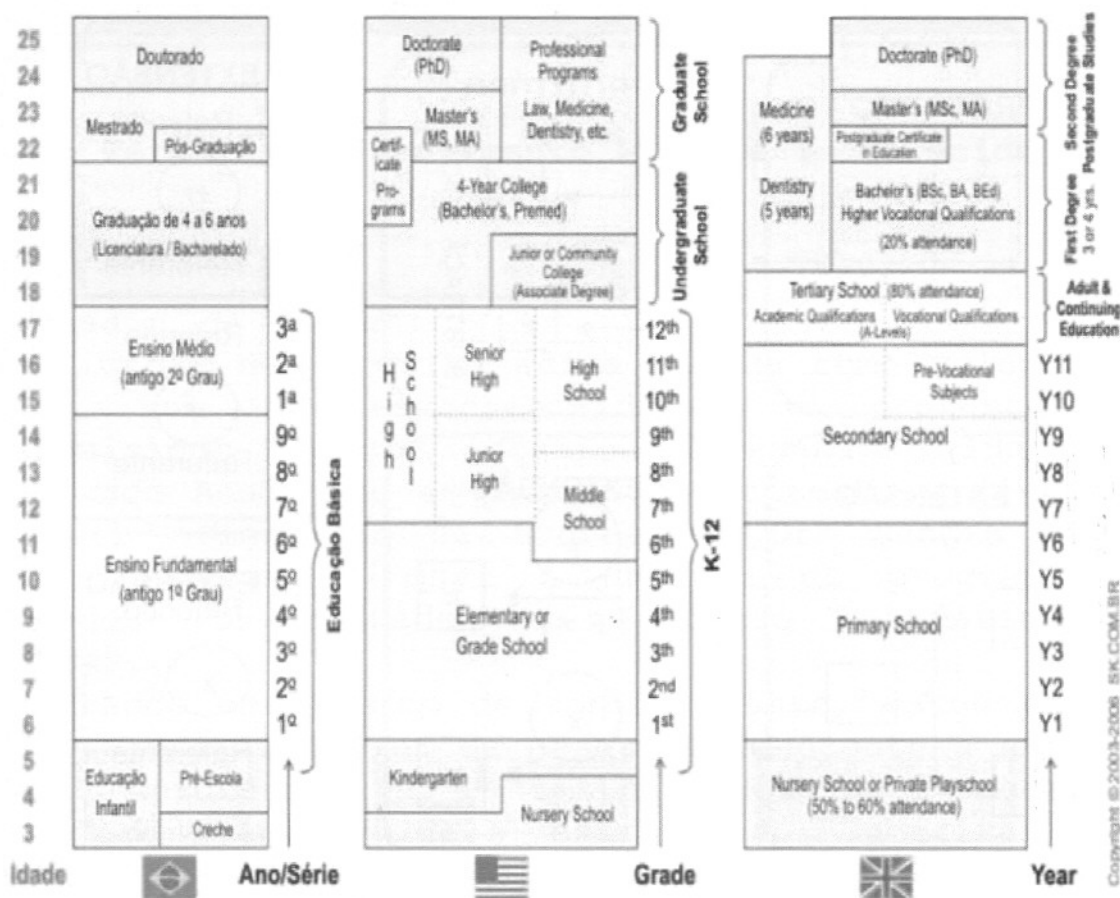 25
24
23
22
21
20
19
18
17
16
15
14
13
12
11
10
9
8
7
6
5
4
3
Idade
Doutorado
Mestrado
Pós-Graduação
Graduação de 4 a 6 anos
(Licenciatura / Bacharelado)
Ensino Médio
(antigo 2º Grau)
Ensino Fundamental
(antigo 1º Grau)
Educação
Infantil
Pré-Escola
Creche
3ª
2ª
1ª
9º
8º
7º
6º
5º
4º
3º
2º
1º
Ano/Série
Educação Básica
Doctorate
(PhD)
Professional
Programs
Law, Medicine,
Dentistry, etc.
Master's
(MS, MA)
Certif-
icate
Pro-
grams
4-Year College
(Bachelor's, Premed)
Junior or Community
College
(Associate Degree)
High
School
Senior
High
High
School
Junior
High
Middle
School
Elementary or
Grade School
Kindergarten
Nursery School
Graduate
School
Undergraduate
School
12th
11th
10th
9th
8th
7th
6th
5th
4th
3th
2nd
1st
Grade
K-12
Medicine
(6 years)
Dentistry
(5 years)
Doctorate (PhD)
Master's (MSc, MA)
Postgraduate Certificate
in Education
Bachelor's (BSc, BA, BEd)
Higher Vocational Qualifications
(20% attendance)
Tertiary School (80% attendance)
Academic Qualifications Vocational Qualifications
(A-Levels)
Pre-Vocational
Subjects
Secondary School
Primary School
Nursery School or Private Playschool
(50% to 60% attendance)
Second Degree
Postgraduate Studies
First Degree
3 or 4 yrs.
Adult &
Continuing
Education
Y11
Y10
Y9
Y8
Y7
Y6
Y5
Y4
Y3
Y2
Y1
Year
Copyright © 2003-2006 SK.COM.BR